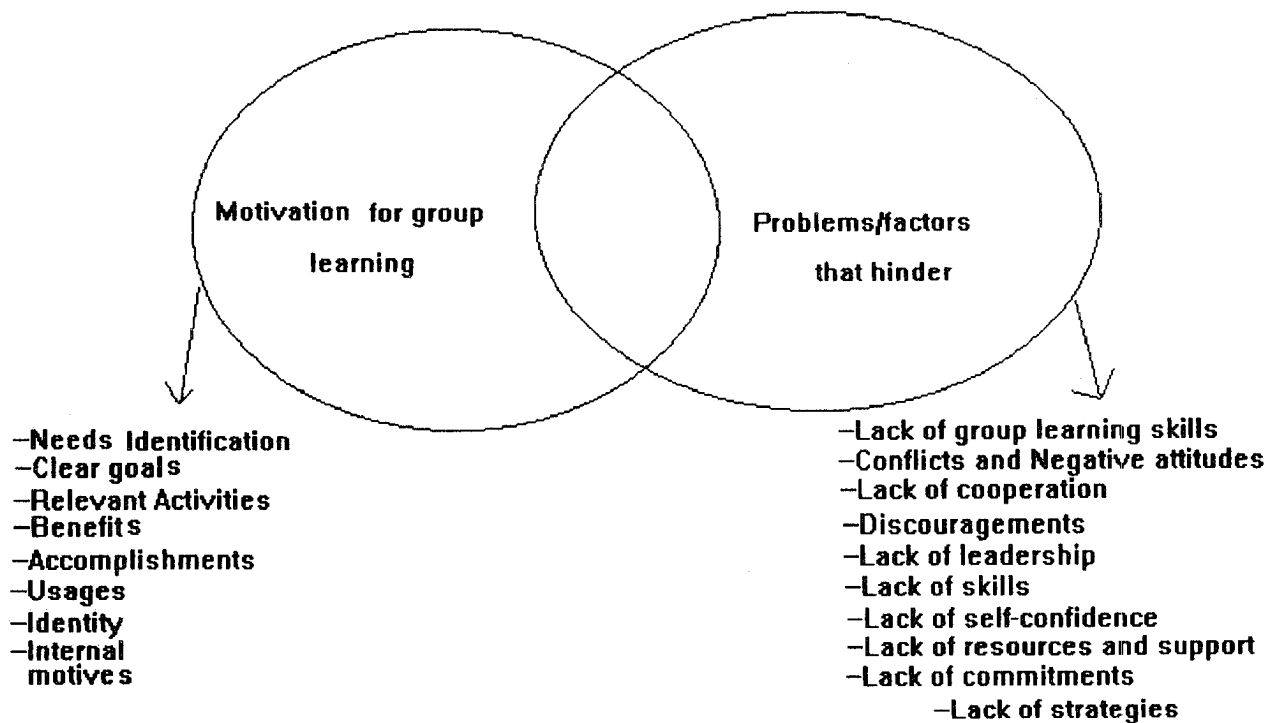 Motivation for group
learning
Problems/factors
that hinder
–Needs Identification
–Clear goals
–Relevant Activities
–Benefits
–Accomplishments
–Usages
–Identity
–Internal
motives
–Lack of group learning skills
–Conflicts and Negative attitudes
–Lack of cooperation
–Discouragements
–Lack of leadership
–Lack of skills
–Lack of self-confidence
–Lack of resources and support
–Lack of commitments
–Lack of strategies